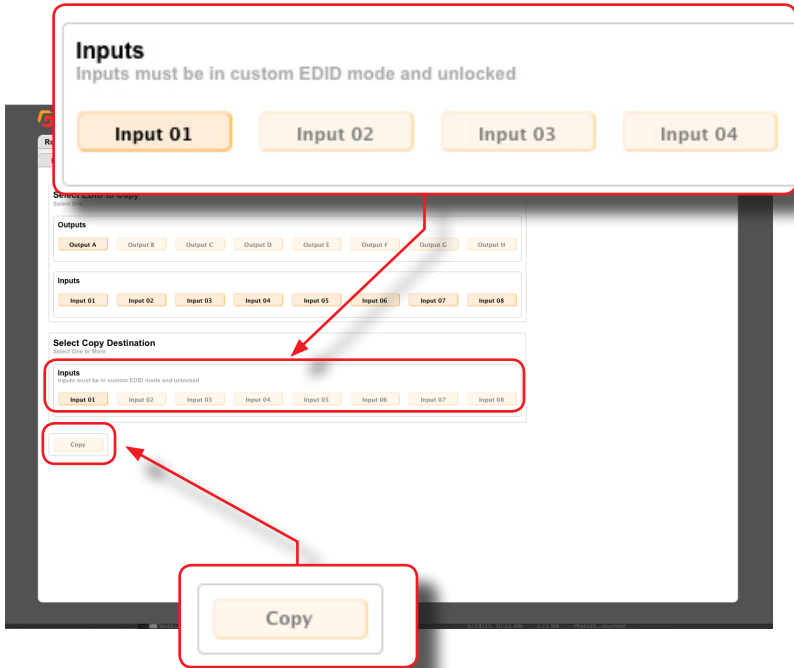 Inputs
Inputs must be in custom EDID mode and unlocked
Input 01 Input 02 Input 03 Input 04
Select EDID to Copy
Select One
Outputs
Output A Output B Output C Output D Output E Output F Output G Output H
Inputs
Input 01 Input 02 Input 03 Input 04 Input 05 Input 06 Input 07 Input 08
Select Copy Destination
Select One or More
Inputs
Inputs must be in custom EDID mode and unlocked
Input 01 Input 02 Input 03 Input 04 Input 05 Input 06 Input 07 Input 08
Copy
Copy